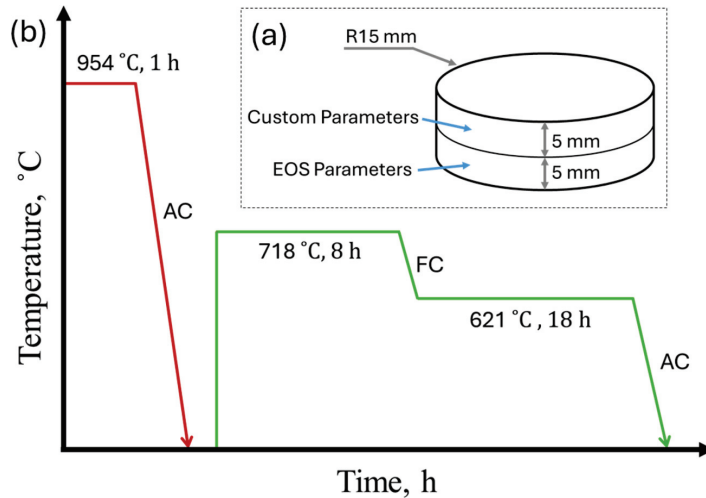 (b)
954 °C, 1 h
AC
(a)
R15 mm
Custom Parameters
5 mm
EOS Parameters
5 mm
718 °C, 8 h
FC
621 °C , 18 h
AC
Temperature, °C
Time, h